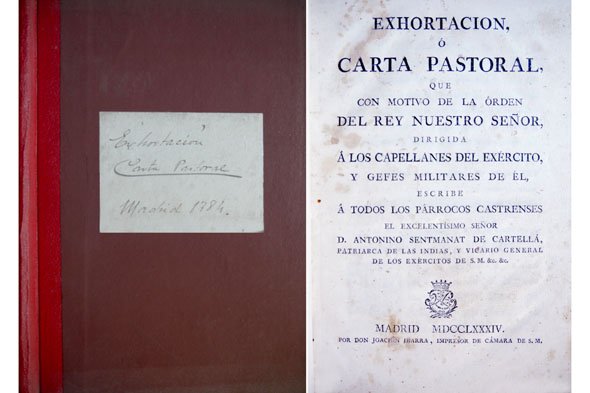 Exhortación
Carta Pastoral
Madrid 1784.
EXHORTACION,
Ó
CARTA PASTORAL,
QUE
CON MOTIVO DE LA ÓRDEN
DEL REY NUESTRO SEÑOR,
DIRIGIDA
Á LOS CAPELLANES DEL EXÉRCITO,
Y GEFES MILITARES DE ÉL,
ESCRIBE
Á TODOS LOS PÁRROCOS CASTRENSES
EL EXCELENTÍSIMO SEÑOR
D. ANTONINO SENTMANAT DE CARTELLÁ,
PATRIARCA DE LAS INDIAS, Y VICARIO GENERAL
DE LOS EXÉRCITOS DE S. M. &c. &c.
MADRID MDCCLXXXIV.
POR DON JOACHÎN IBARRA, IMPRESOR DE CÁMARA DE S. M.